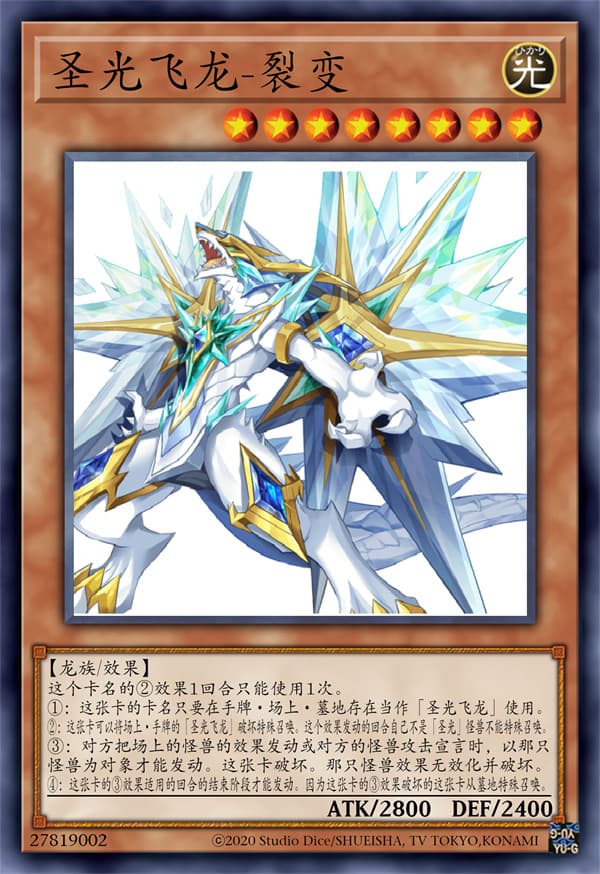 圣光飞龙-裂变
ひかり
光
【龙族/效果】
这个卡名的②效果1回合只能使用1次。
①：这张卡的卡名只要在手牌·场上·墓地存在当作「圣光飞龙」使用。
②：这张卡可以将场上·手牌的「圣光飞龙」破坏特殊召唤。这个效果发动的回合自己不是「圣光」怪兽不能特殊召唤。
③：对方把场上的怪兽的效果发动或对方的怪兽攻击宣言时，以那只
怪兽为对象才能发动。这张卡破坏。那只怪兽效果无效化并破坏。
④：这张卡的③效果适用的回合的结束阶段才能发动。因为这张卡的③效果破坏的这张卡从墓地特殊召唤。
ATK/2800 DEF/2400
27819002
©2020 Studio Dice/SHUEISHA, TV TOKYO,KONAMI
YU-G
YU-G